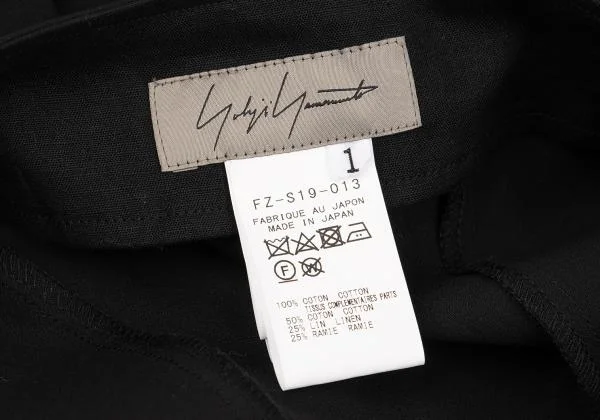 Yohji Yamamoto
1
FZ-S19-013
FABRIQUE AU JAPON
MADE IN JAPAN
F
W
100% COTON COTTON
TISSUS COMPLEMENTAIRES PARTS
50% COTON COTTON
25% LIN LINEN
25% RAMIE RAMIE